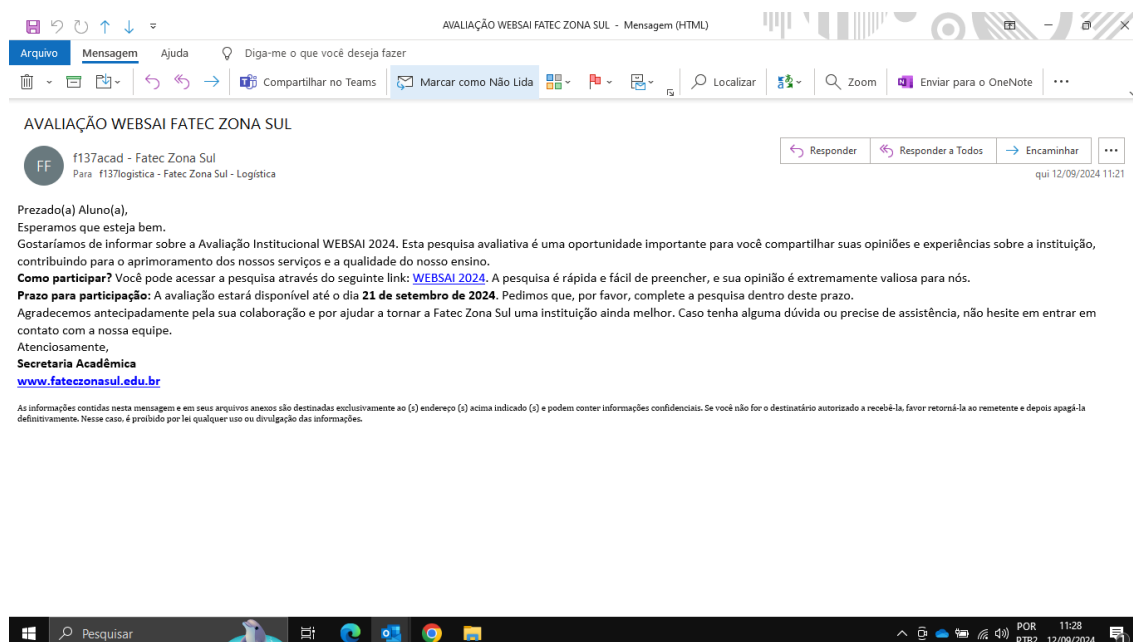 AVALIAÇÃO WEBSAI FATEC ZONA SUL - Mensagem (HTML)
Arquivo Mensagem Ajuda Diga-me o que você deseja fazer
Compartilhar no Teams Marcar como Não Lida Localizar Zoom Enviar para o OneNote
AVALIAÇÃO WEBSAI FATEC ZONA SUL
FF
f137acad - Fatec Zona Sul
Para f137logistica - Fatec Zona Sul - Logística
Responder Responder a Todos Encaminhar
qui 12/09/2024 11:21
Prezado(a) Aluno(a),
Esperamos que esteja bem.
Gostaríamos de informar sobre a Avaliação Institucional WEBSAI 2024. Esta pesquisa avaliativa é uma oportunidade importante para você compartilhar suas opiniões e experiências sobre a instituição,
contribuindo para o aprimoramento dos nossos serviços e a qualidade do nosso ensino.
Como participar? Você pode acessar a pesquisa através do seguinte link: WEBSAI 2024. A pesquisa é rápida e fácil de preencher, e sua opinião é extremamente valiosa para nós.
Prazo para participação: A avaliação estará disponível até o dia 21 de setembro de 2024. Pedimos que, por favor, complete a pesquisa dentro deste prazo.
Agradecemos antecipadamente pela sua colaboração e por ajudar a tornar a Fatec Zona Sul uma instituição ainda melhor. Caso tenha alguma dúvida ou precise de assistência, não hesite em entrar em
contato com a nossa equipe.
Atenciosamente,
Secretaria Acadêmica
www.fateczonasul.edu.br
As informações contidas nesta mensagem e em seus arquivos anexos são destinadas exclusivamente ao (s) endereço (s) acima indicado (s) e podem conter informações confidenciais. Se você não for o destinatário autorizado a recebê-la, favor retorná-la ao remetente e depois apagá-la
definitivamente. Nesse caso, é proibido por lei qualquer uso ou divulgação das informações.
Pesquisar
POR 11:28
PTB2 12/09/2024